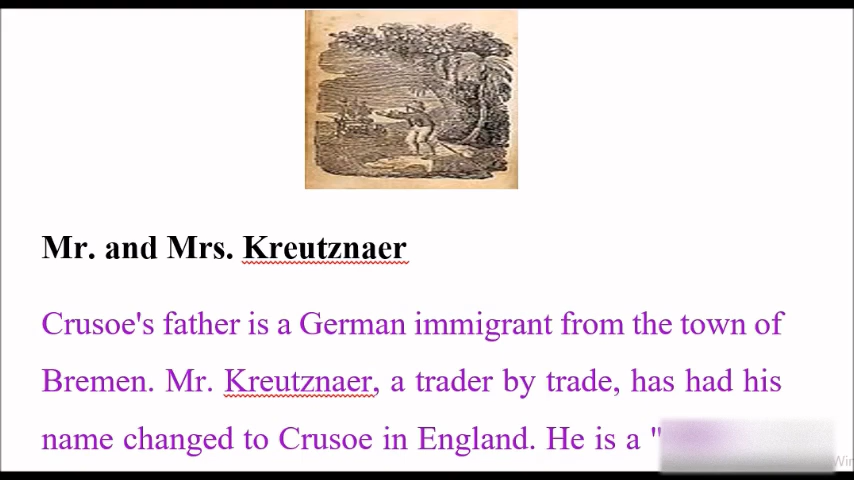 Mr. and Mrs. Kreutznaer
Crusoe's father is a German immigrant from the town of
Bremen. Mr. Kreutznaer, a trader by trade, has had his
name changed to Crusoe in England. He is a "